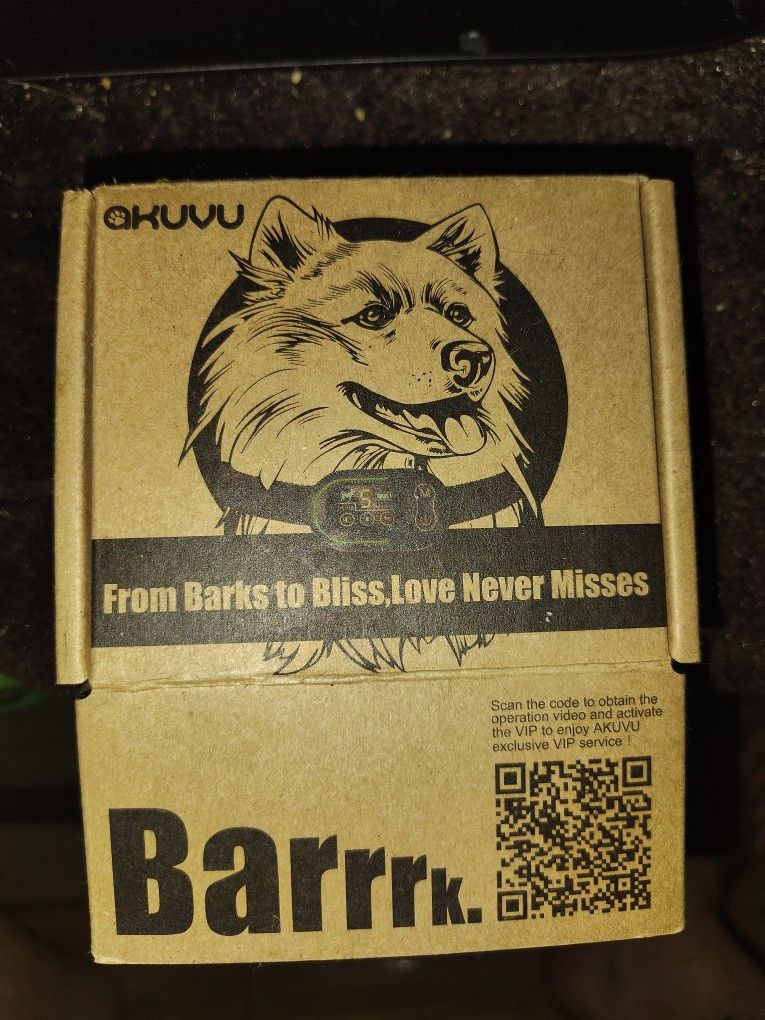 akuvu
5
M
From Barks to Bliss,Love Never Misses
Scan the code to obtain the
operation video and activate
the VIP to enjoy AKUVU
exclusive VIP service !
Barrrk.